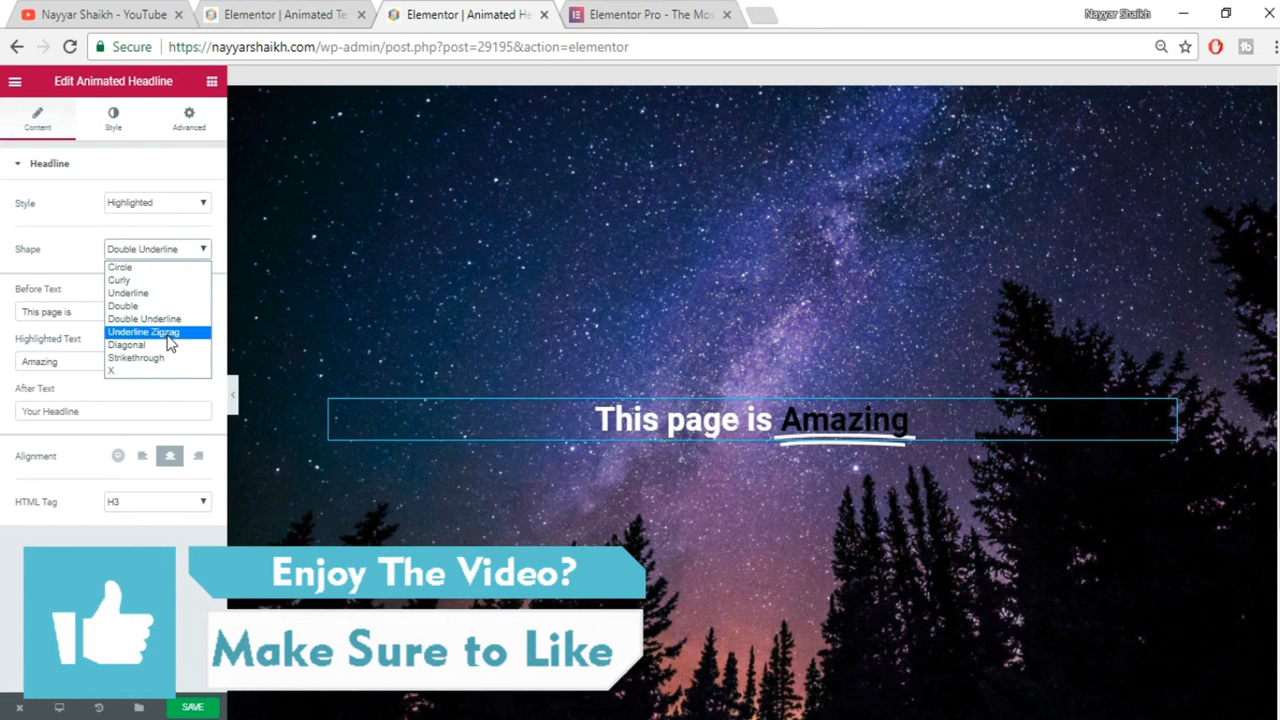 Nayyar Shaikh - YouTube
Elementor | Animated Te
Elementor | Animated He
Elementor Pro - The Mos
Nayyar Shaikh
Secure
https://nayyarshaikh.com/wp-admin/post.php?post=29195&action=elementor
Edit Animated Headline
Content
Style
Advanced
Headline
Style
Highlighted
Shape
Double Underline
Circle
Curly
Underline
Double
Double Underline
Underline Zigzag
Diagonal
Strikethrough
X
Before Text
This page is
Highlighted Text
Amazing
After Text
Your Headline
Alignment
HTML Tag
H3
This page is Amazing
Enjoy The Video?
Make Sure to Like
SAVE